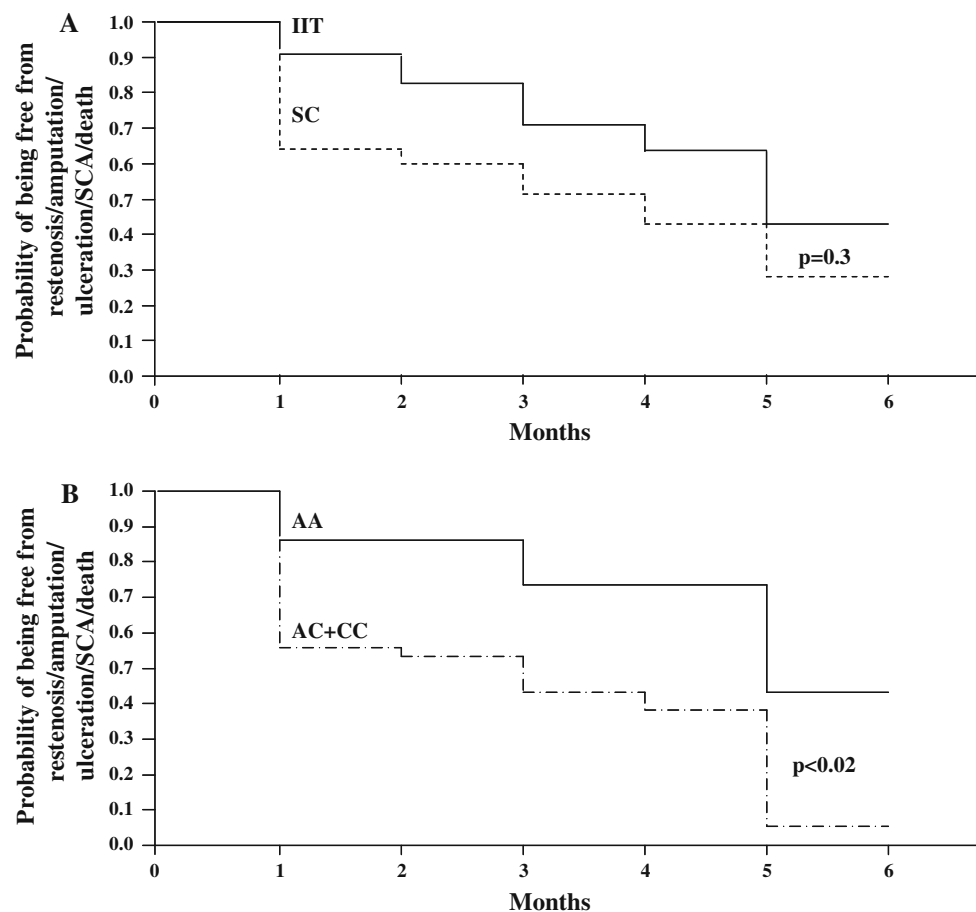 A
Probability of being free from
restenosis/amputation/
ulceration/SCA/death
1.0
0.9
0.8
0.7
0.6
0.7
0.4
0.3
0.2
0.1
0.0
IIT
SC
p=0.3
0 1 2 3 4 5 6
Months
B
Probability of being free from
restenosis/amputation/
ulceration/SCA/death
1.0
0.9
0.8
0.7
0.6
0.7
0.4
0.3
0.2
0.1
0.0
AA
AC+CC
p<0.02
0 1 2 3 4 5 6
Months